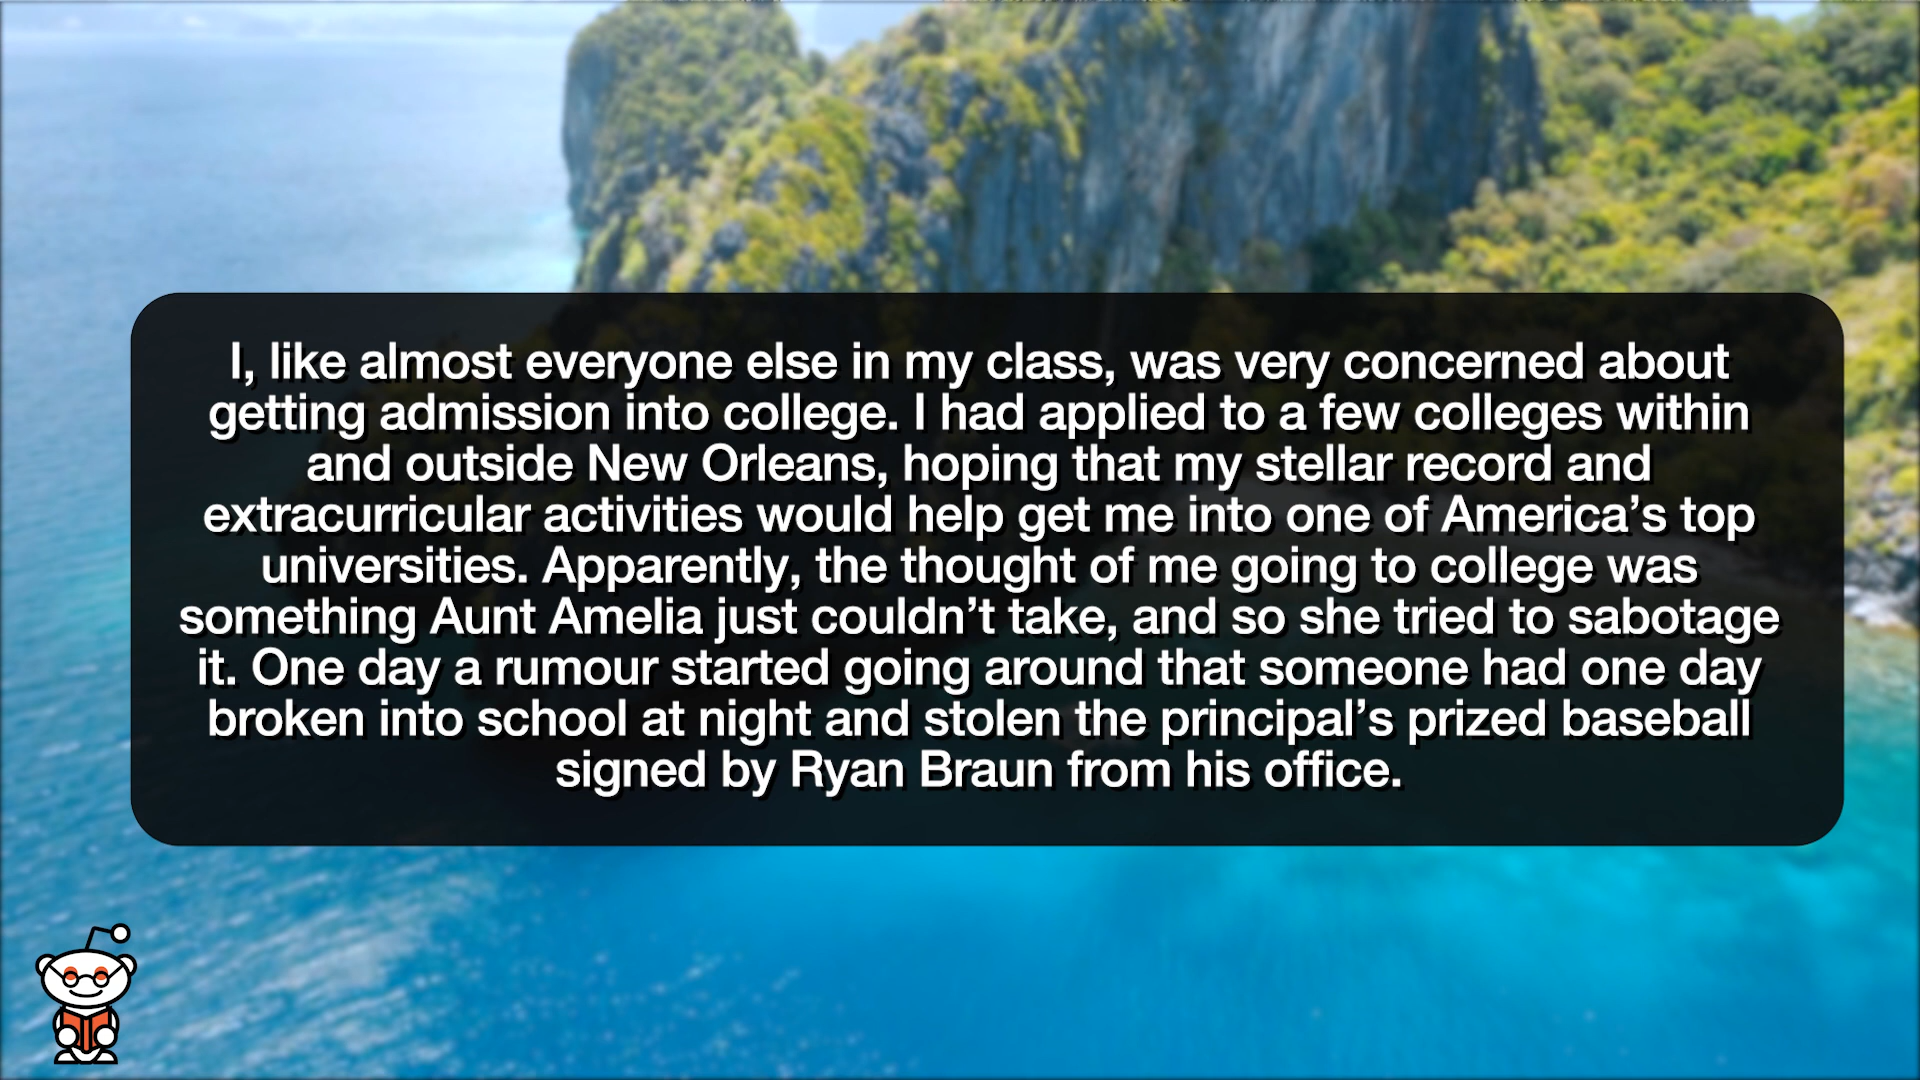 I, like almost everyone else in my class, was very concerned about
getting admission into college. I had applied to a few colleges within
and outside New Orleans, hoping that my stellar record and
extracurricular activities would help get me into one of America’s top
universities. Apparently, the thought of me going to college was
something Aunt Amelia just couldn’t take, and so she tried to sabotage
it. One day a rumour started going around that someone had one day
broken into school at night and stolen the principal’s prized baseball
signed by Ryan Braun from his office.